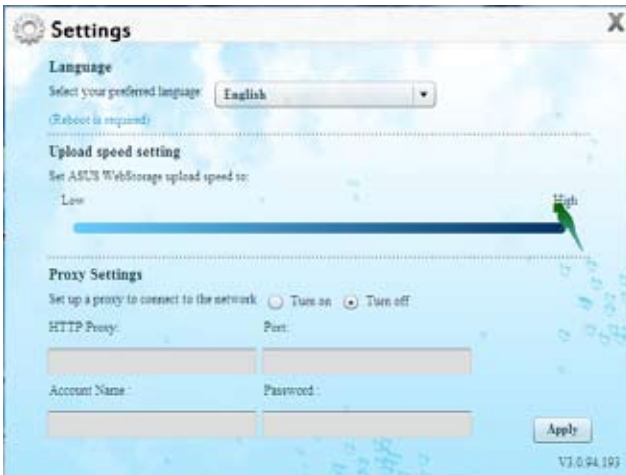 Settings
X
Language
Select your preferred language: English
(Reboot is required)
Upload speed setting
Set ASUS WebStorage upload speed to:
Low High
Proxy Settings
Set up a proxy to connect to the network Turn on Turn off
HTTP Proxy: Port:
Account Name : Password :
Apply
V3.0.94.193